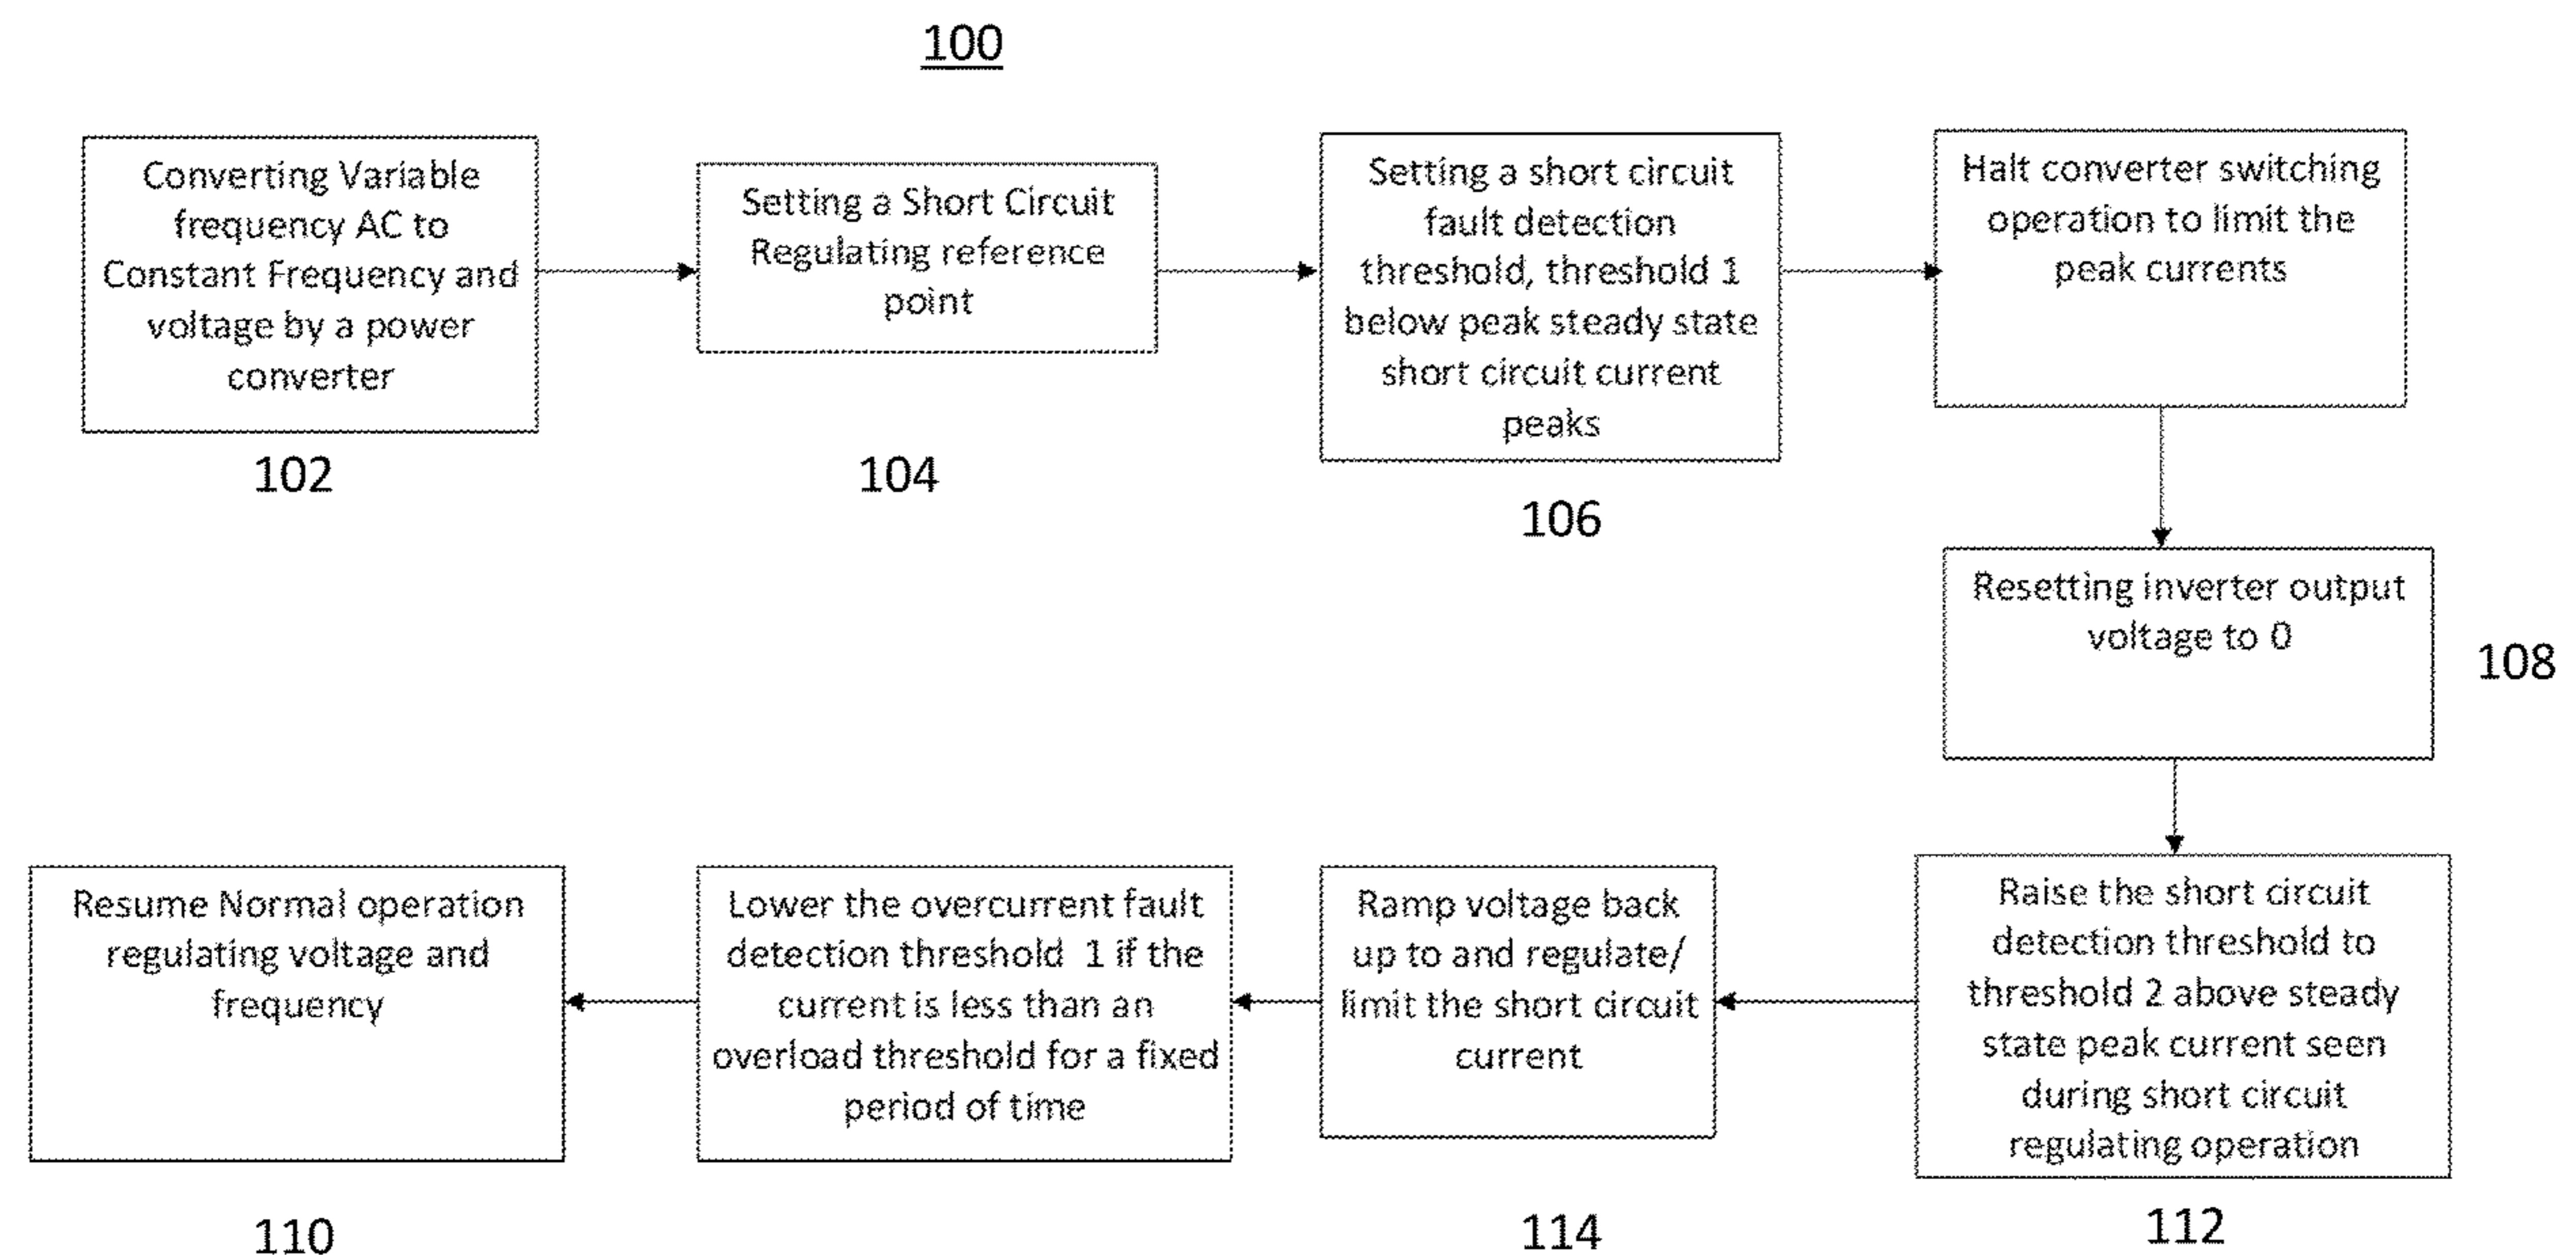 100
Converting Variable
frequency AC to
Constant Frequency and
voltage by a power
converter
102
Setting a Short Circuit
Regulating reference
point
104
Setting a short circuit
fault detection
threshold, threshold 1
below peak steady state
short circuit current
peaks
106
Halt converter switching
operation to limit the
peak currents
Resetting inverter output
voltage to 0
108
Raise the short circuit
detection threshold to
threshold 2 above steady
state peak current seen
during short circuit
regulating operation
112
Ramp voltage back
up to and regulate/
limit the short circuit
current
114
Lower the overcurrent fault
detection threshold 1 if the
current is less than an
overload threshold for a fixed
period of time
Resume Normal operation
regulating voltage and
frequency
110